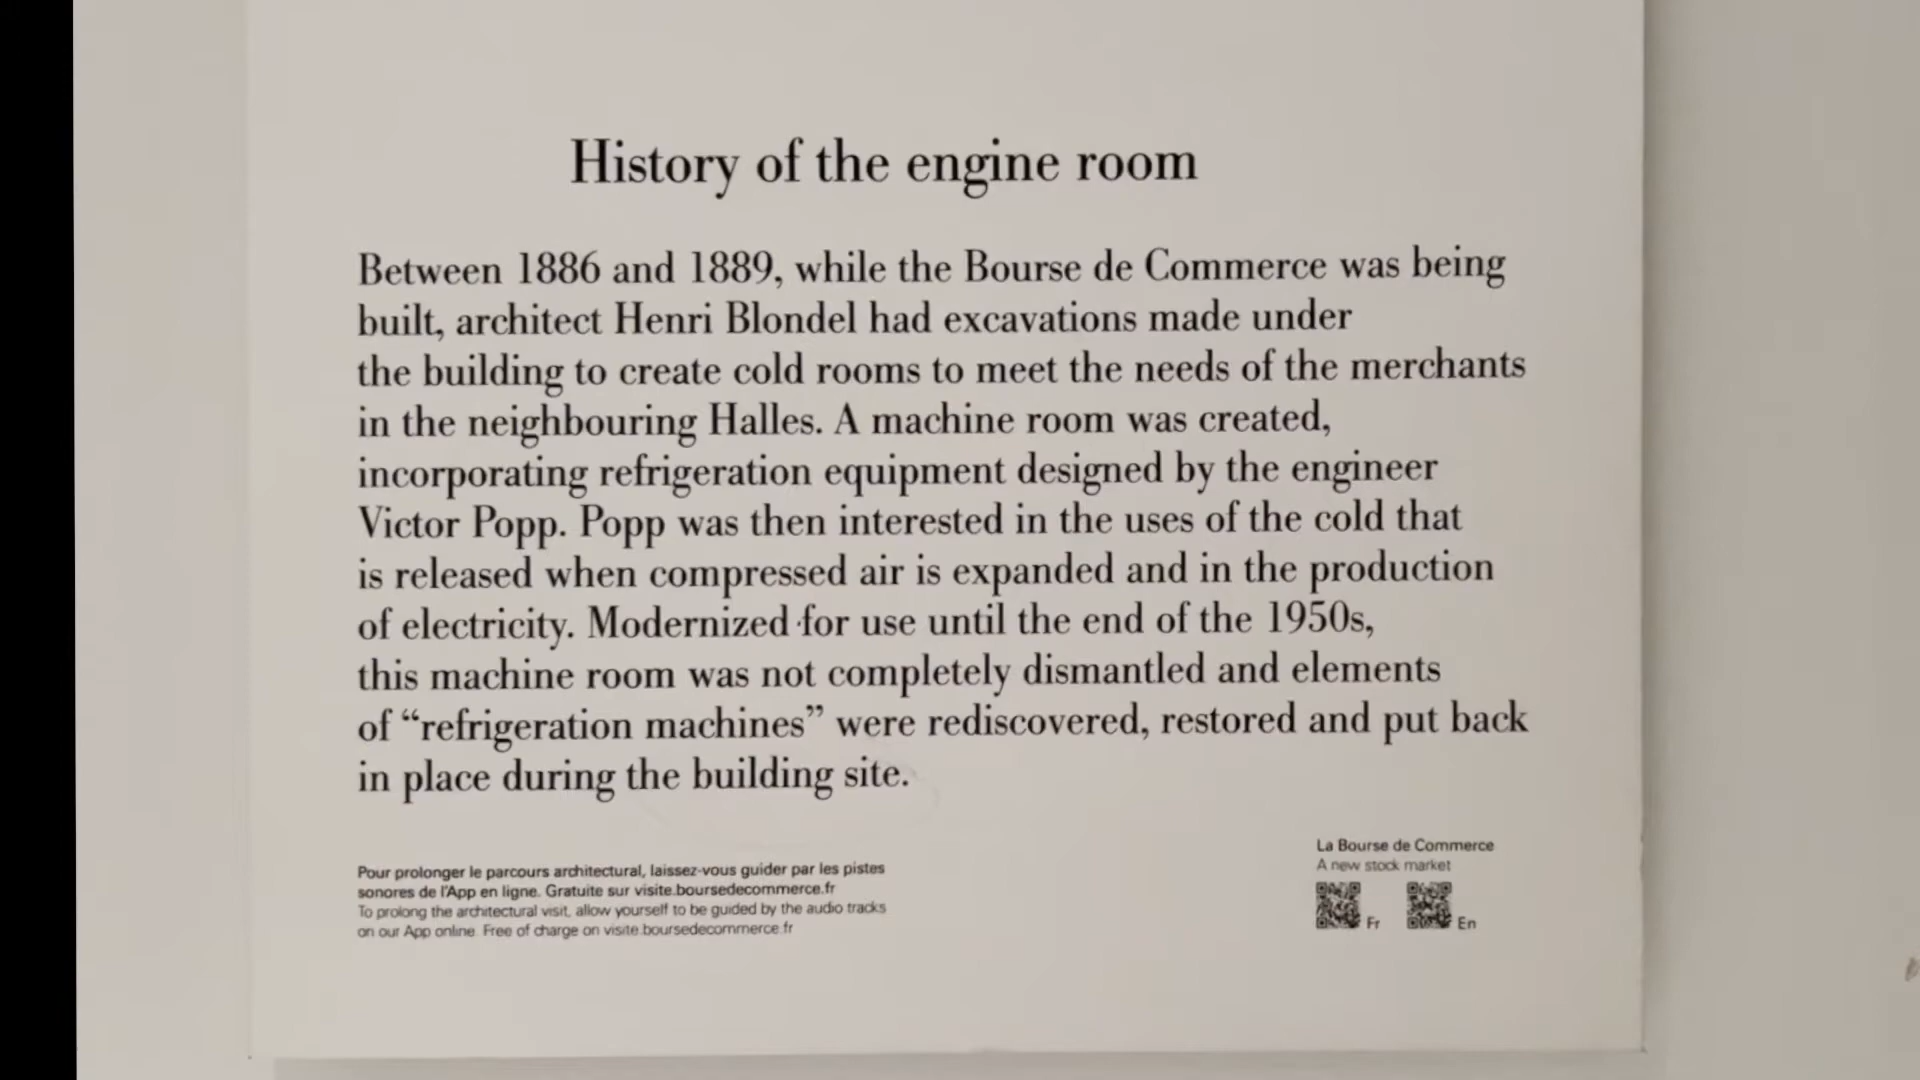 History of the engine room
Between 1886 and 1889, while the Bourse de Commerce was being
built, architect Henri Blondel had excavations made under
the building to create cold rooms to meet the needs of the merchants
in the neighbouring Halles. A machine room was created,
incorporating refrigeration equipment designed by the engineer
Victor Popp. Popp was then interested in the uses of the cold that
is released when compressed air is expanded and in the production
of electricity. Modernized for use until the end of the 1950s,
this machine room was not completely dismantled and elements
of “refrigeration machines” were rediscovered, restored and put back
in place during the building site.
Pour prolonger le parcours architectural, laissez-vous guider par les pistes
sonores de l'App en ligne. Gratuite sur visite.boursedecommerce.fr
To prolong the architectural visit, allow yourself to be guided by the audio tracks
on our App online. Free of charge on visite.boursedecommerce.fr
La Bourse de Commerce
A new stock market
Fr En